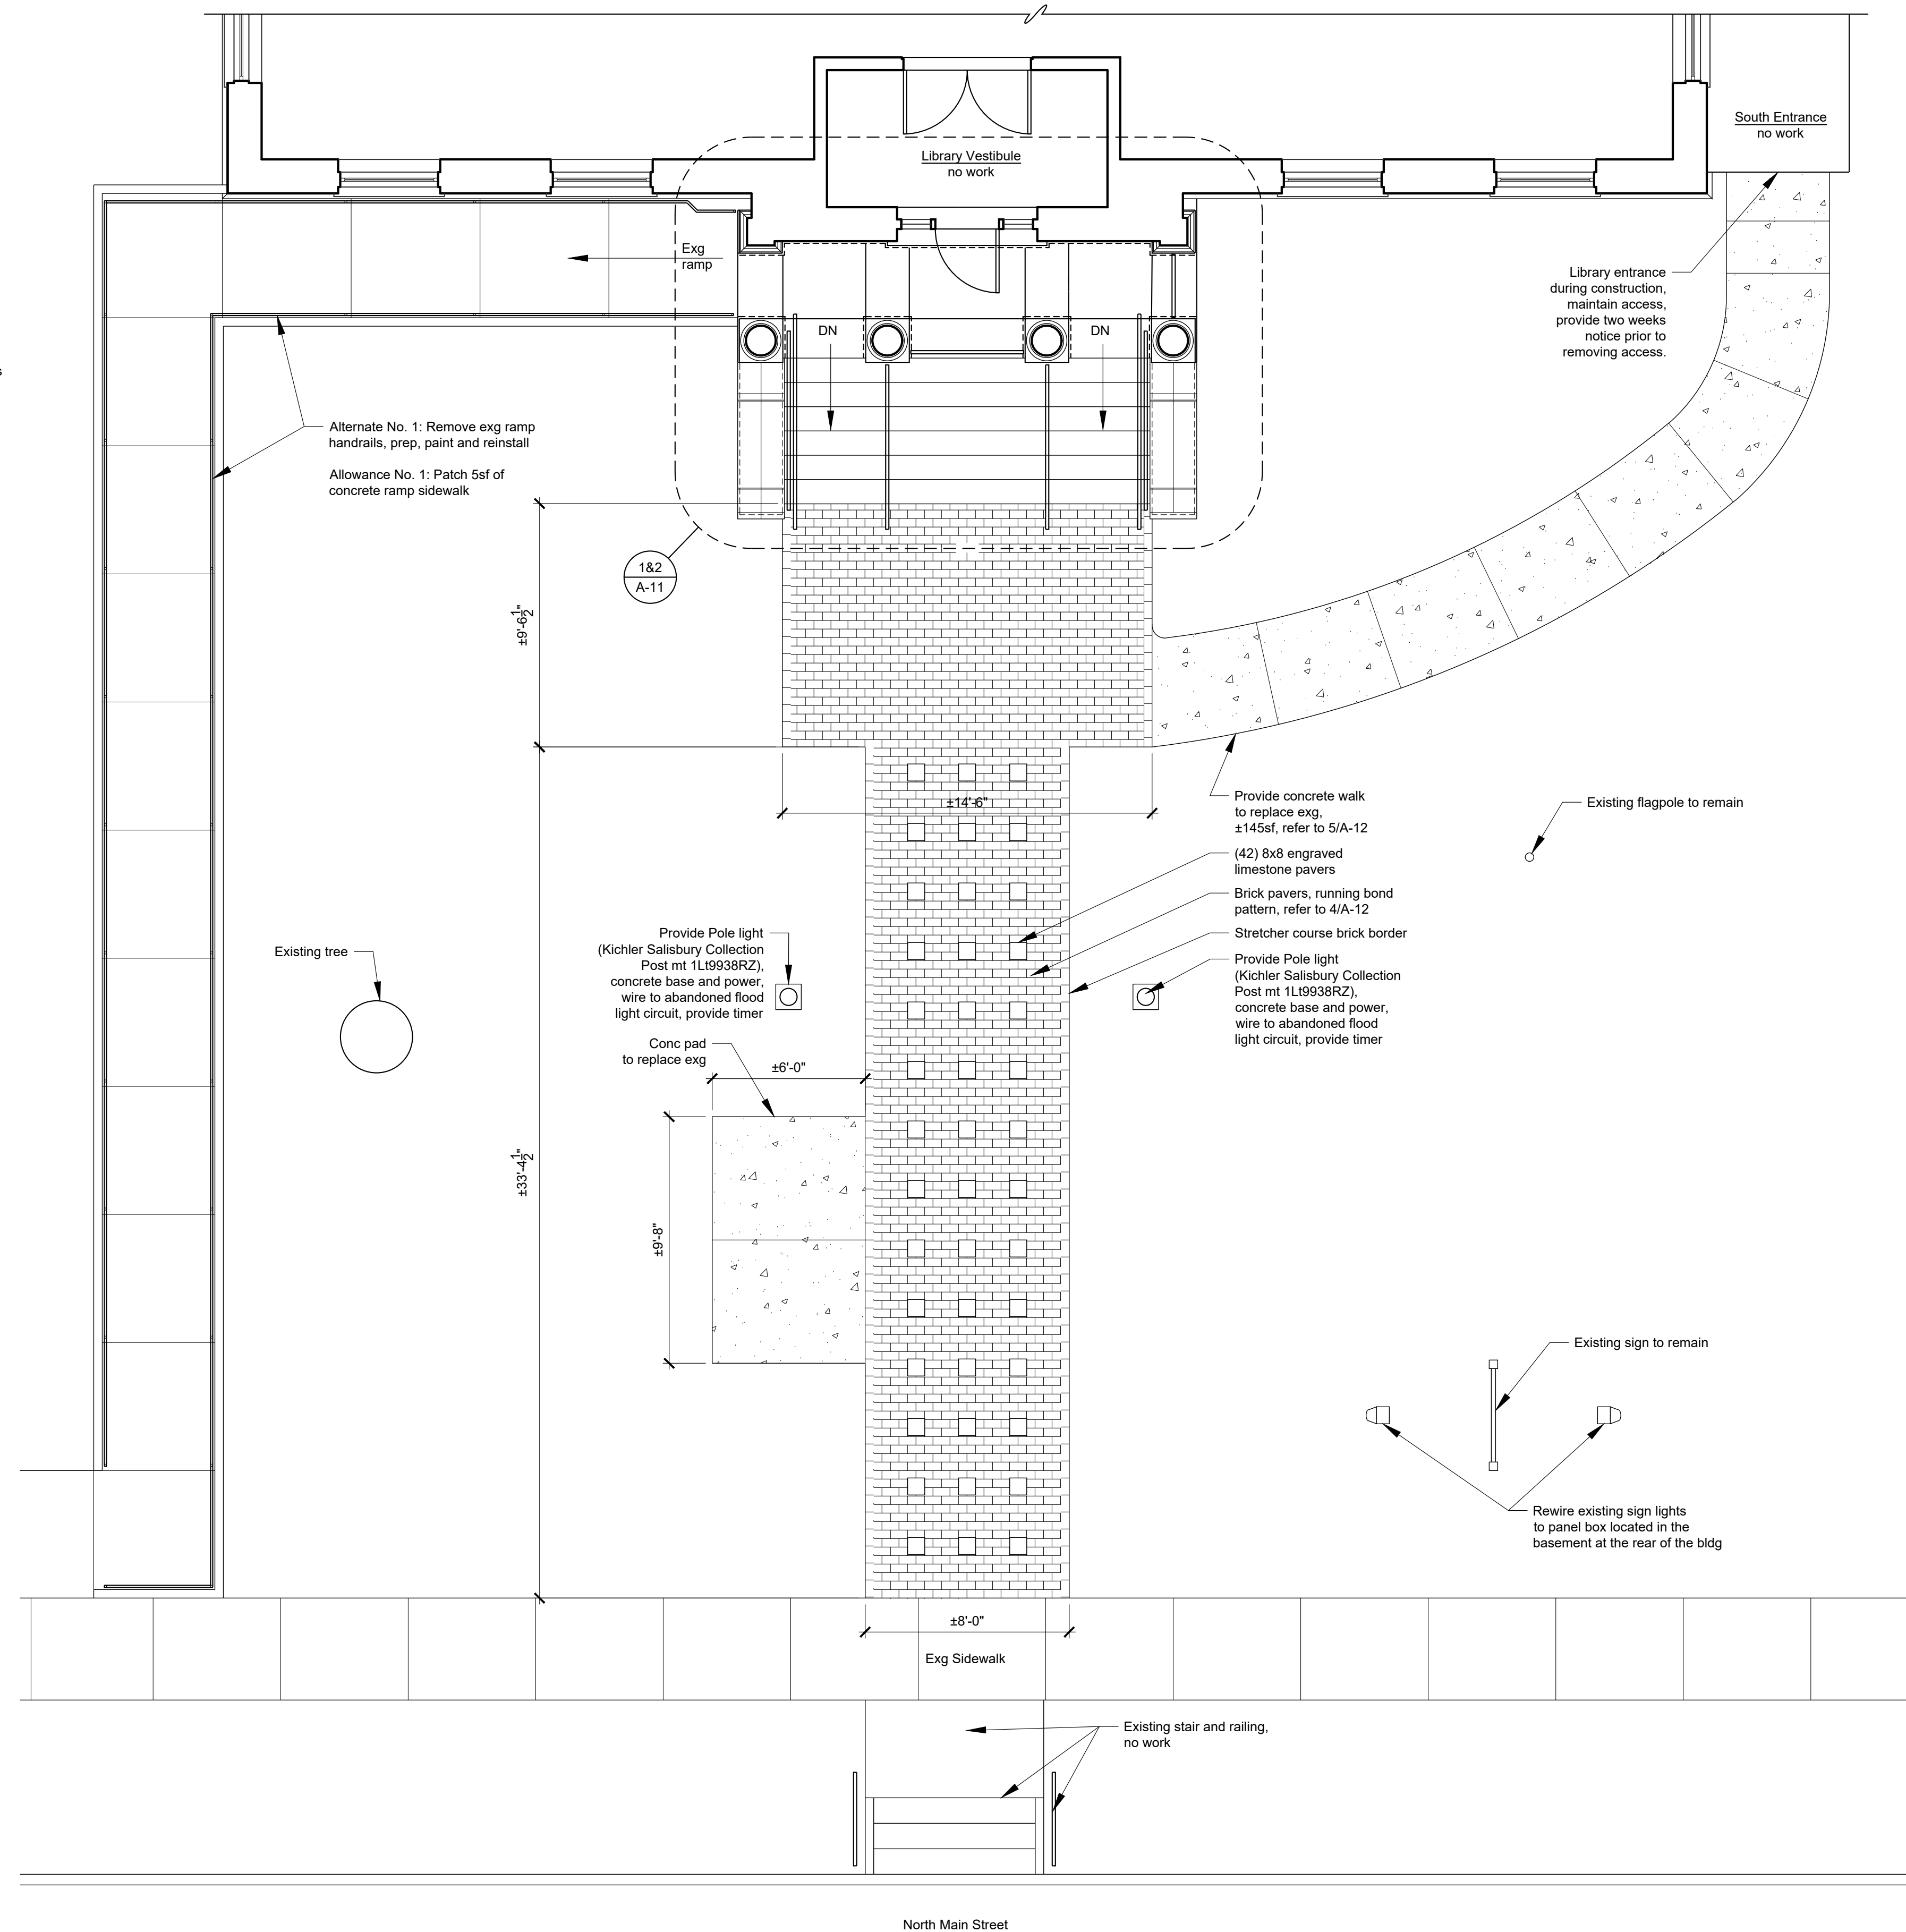 South Entrance
no work
Library Vestibule
no work
Exg
ramp
Library entrance
during construction,
maintain access,
provide two weeks
notice prior to
removing access.
DN
DN
s
Alternate No. 1: Remove exg ramp
handrails, prep, paint and reinstall
Allowance No. 1: Patch 5sf of
concrete ramp sidewalk
1&2
A-11
±9'-6 1/2"
±14'-6"
Provide concrete walk
to replace exg,
±145sf, refer to 5/A-12
Existing flagpole to remain
(42) 8x8 engraved
limestone pavers
Brick pavers, running bond
pattern, refer to 4/A-12
Stretcher course brick border
Provide Pole light
(Kichler Salisbury Collection
Post mt 1Lt9938RZ),
concrete base and power,
wire to abandoned flood
light circuit, provide timer
Provide Pole light
(Kichler Salisbury Collection
Post mt 1Lt9938RZ),
concrete base and power,
wire to abandoned flood
light circuit, provide timer
Existing tree
Conc pad
to replace exg
±6'-0"
±33'-4 1/2"
±9'-8"
Existing sign to remain
Rewire existing sign lights
to panel box located in the
basement at the rear of the bldg
±8'-0"
Exg Sidewalk
Existing stair and railing,
no work
North Main Street